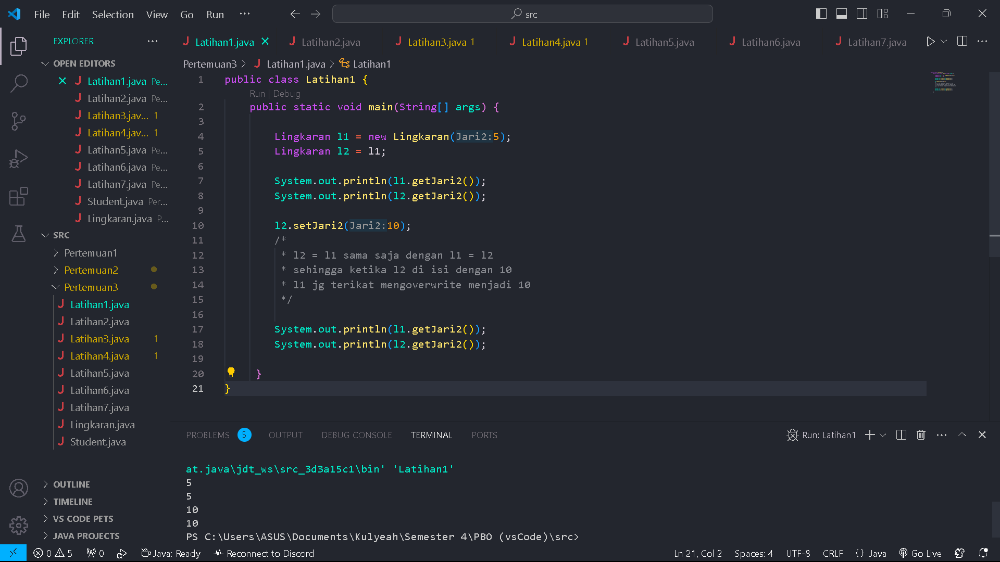 File Edit Selection View Go Run ··· src
EXPLORER ···
OPEN EDITORS
Latihan1.java Pe...
Latihan2.java Pe...
Latihan3.jav... 1
Latihan4.jav... 1
Latihan5.java Pe...
Latihan6.java Pe...
Latihan7.java Pe...
Student.java Per...
Lingkaran.java P...
SRC
Pertemuan1
Pertemuan2
Pertemuan3
Latihan1.java
Latihan2.java
Latihan3.java 1
Latihan4.java 1
Latihan5.java
Latihan6.java
Latihan7.java
Lingkaran.java
Student.java
OUTLINE
TIMELINE
VS CODE PETS
JAVA PROJECTS
Latihan1.java Latihan2.java Latihan3.java 1 Latihan4.java 1 Latihan5.java Latihan6.java Latihan7.java
Pertemuan3 > Latihan1.java > Latihan1
1 public class Latihan1 {
Run | Debug
2 public static void main(String[] args) {
3
4 Lingkaran l1 = new Lingkaran(Jari2:5);
5 Lingkaran l2 = l1;
6
7 System.out.println(l1.getJari2());
8 System.out.println(l2.getJari2());
9
10 l2.setJari2(Jari2:10);
11 /*
12 * l2 = l1 sama saja dengan l1 = l2
13 * sehingga ketika l2 di isi dengan 10
14 * l1 jg terikat mengoverwrite menjadi 10
15 */
16
17 System.out.println(l1.getJari2());
18 System.out.println(l2.getJari2());
19
20 }
21 }
PROBLEMS 5 OUTPUT DEBUG CONSOLE TERMINAL PORTS Run: Latihan1
at.java\jdt_ws\src_3d3a15c1\bin' 'Latihan1'
5
5
10
10
PS C:\Users\ASUS\Documents\Kulyeah\Semester 4\PBO (vsCode)\src>
0 5 0 Java: Ready Reconnect to Discord Ln 21, Col 2 Spaces: 4 UTF-8 CRLF {} Java Go Live